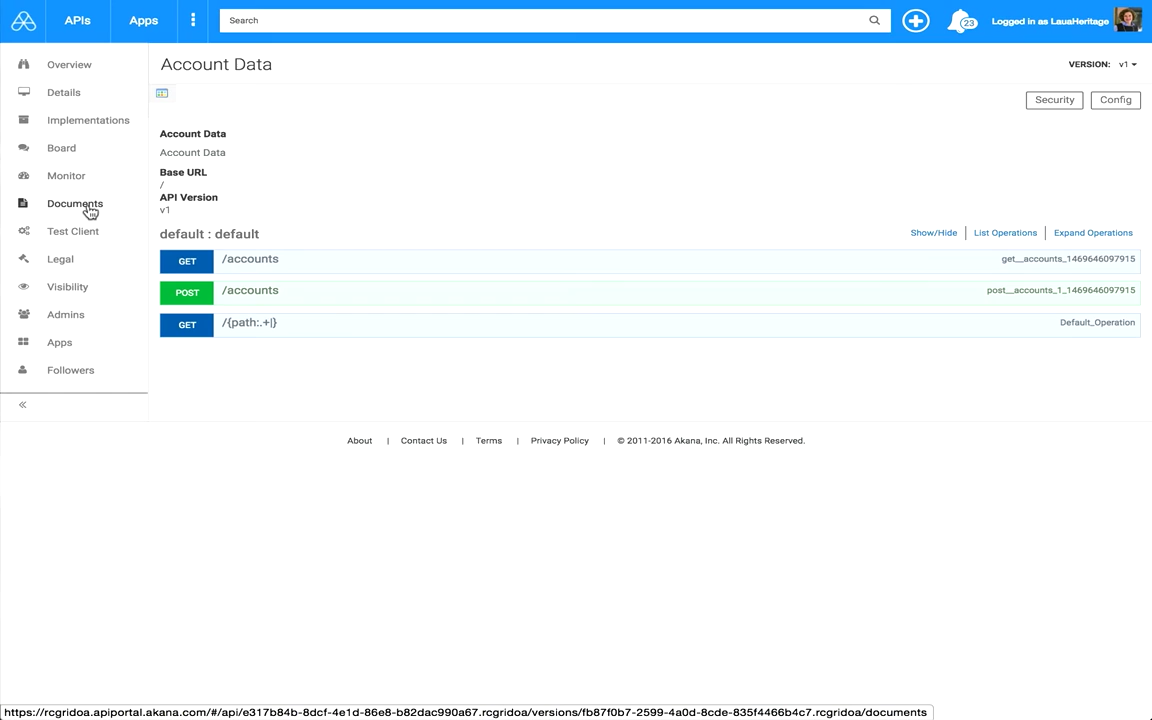 APIs
Apps
Search
23
Logged in as LauaHeritage
Overview
Details
Implementations
Board
Monitor
Documents
Test Client
Legal
Visibility
Admins
Apps
Followers
Account Data
VERSION: v1
Security
Config
Account Data
Account Data
Base URL
/
API Version
v1
default : default
Show/Hide
List Operations
Expand Operations
GET /accounts get__accounts_1469646097915
POST /accounts post__accounts_1_1469646097915
GET /{path:.+|} Default_Operation
About | Contact Us | Terms | Privacy Policy | © 2011-2016 Akana, Inc. All Rights Reserved.
https://rcgridoa.apiportal.akana.com/#/api/e317b84b-8dcf-4e1d-86e8-b82dac990a67.rcgridoa/versions/fb87f0b7-2599-4a0d-8cde-835f4466b4c7.rcgridoa/documents